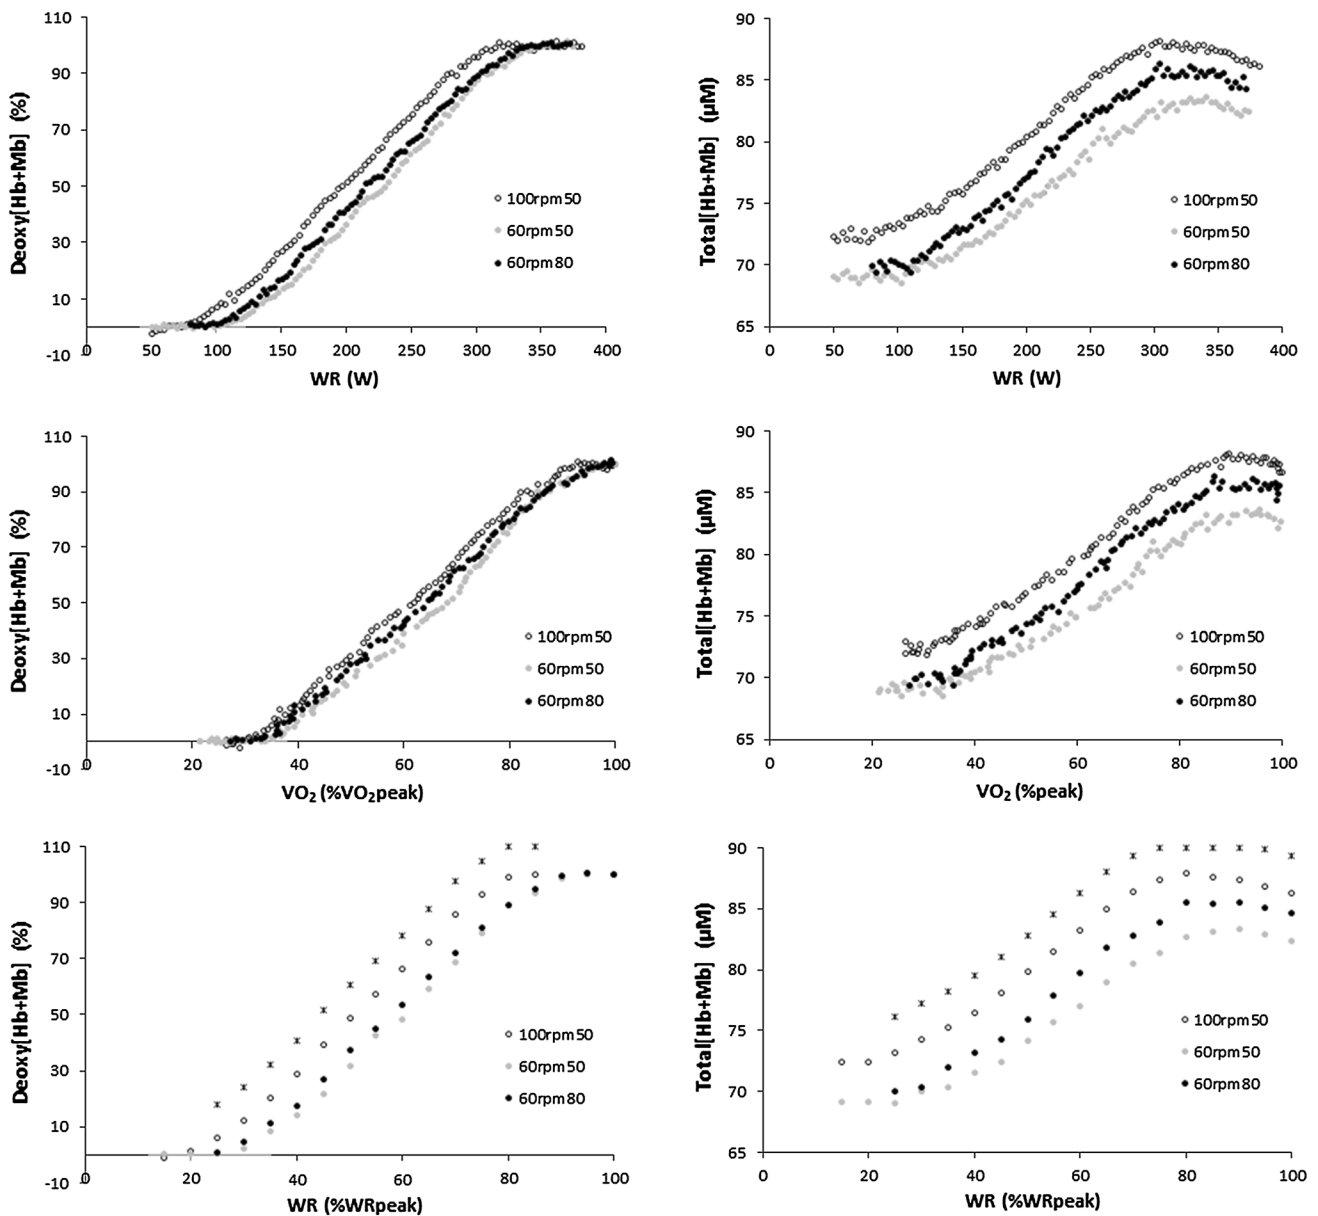 110
90
70
50
30
10
-10
0
50
100
150
200
250
300
350
400
Deoxy[Hb+Mb] (%)
WR (W)
100rpm50
60rpm50
60rpm80
90
85
80
75
70
65
0
50
100
150
200
250
300
350
400
Total[Hb+Mb] (µM)
WR (W)
100rpm50
60rpm50
60rpm80
110
90
70
50
30
10
-10
0
20
40
60
80
100
Deoxy[Hb+Mb] (%)
VO₂ (%VO₂peak)
100rpm50
60rpm50
60rpm80
90
85
80
75
70
65
0
20
40
60
80
100
Total[Hb+Mb] (µM)
VO₂ (%peak)
100rpm50
60rpm50
60rpm80
110
90
70
50
30
10
-10
0
20
40
60
80
100
Deoxy[Hb+Mb] (%)
WR (%WRpeak)
100rpm50
60rpm50
60rpm80
90
85
80
75
70
65
0
20
40
60
80
100
Total[Hb+Mb] (µM)
WR (%WRpeak)
100rpm50
60rpm50
60rpm80